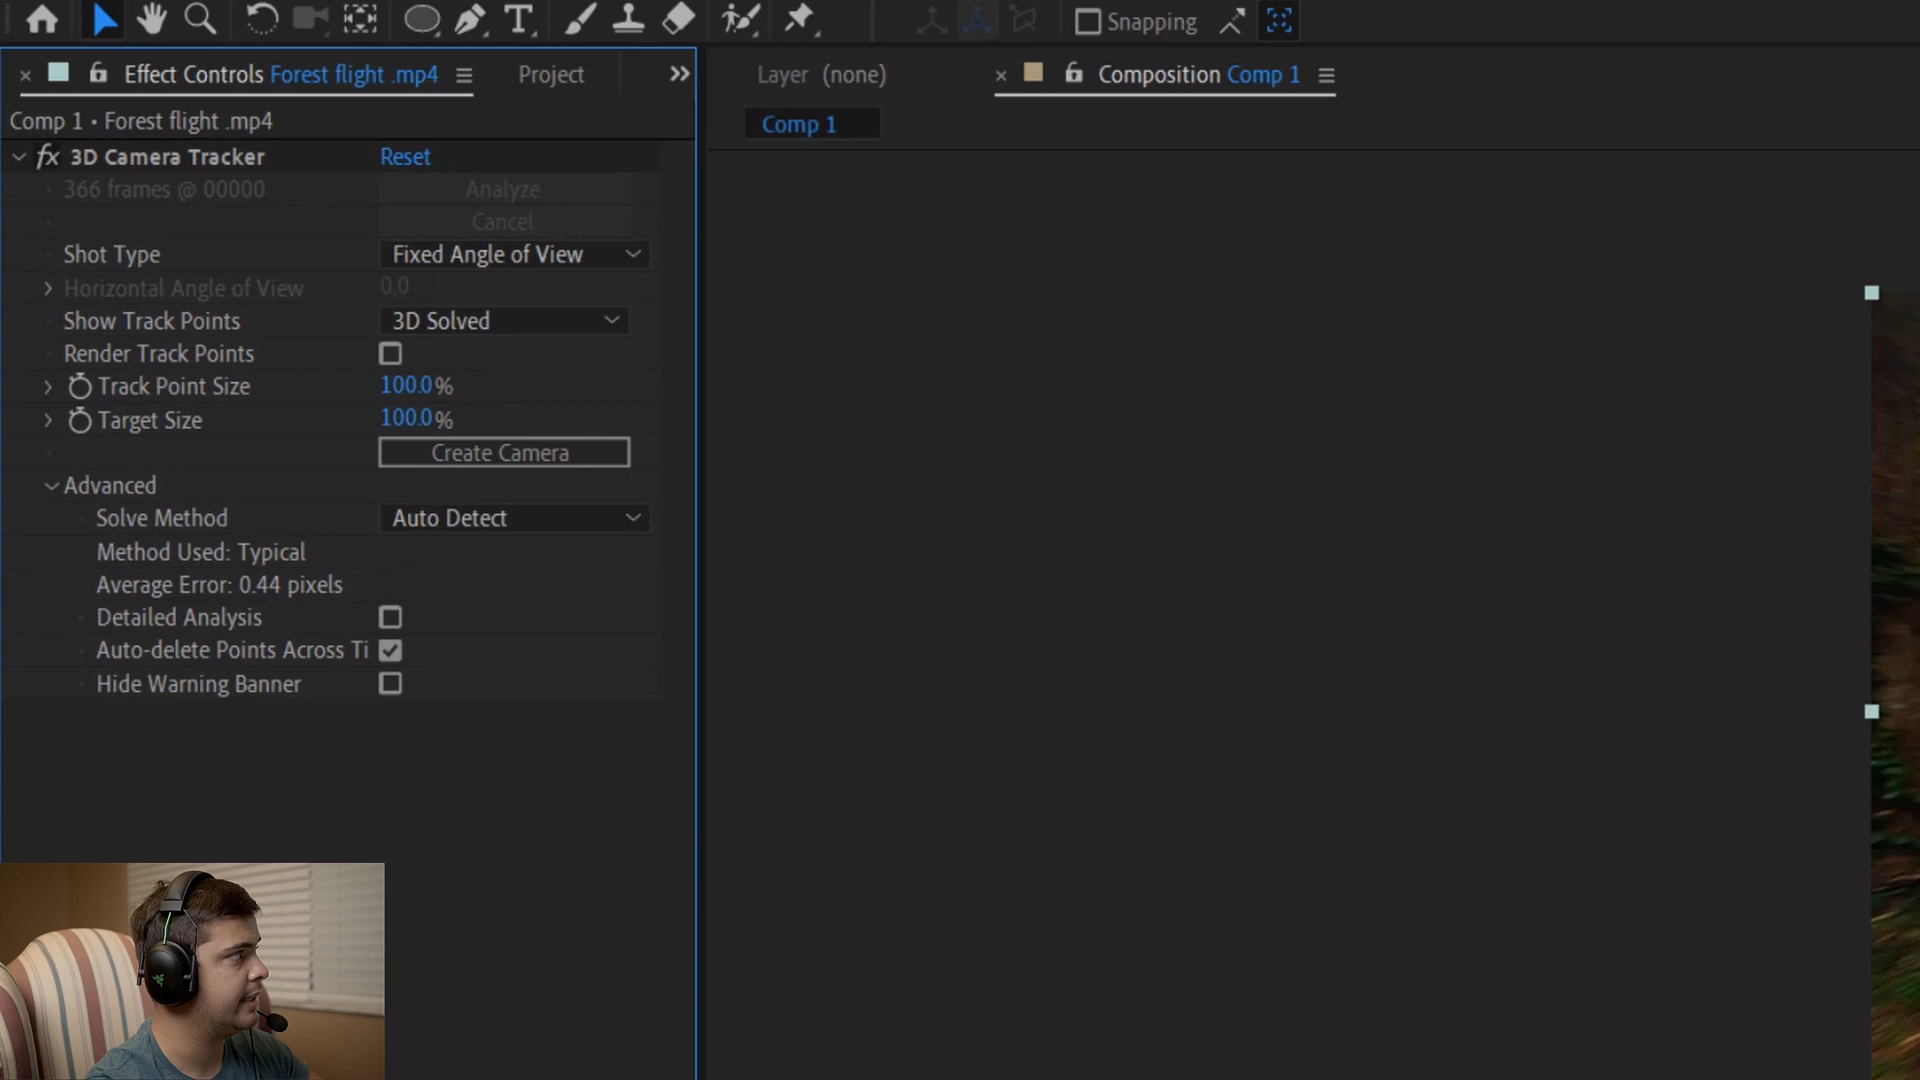 Snapping
Effect Controls Forest flight .mp4
Project
Layer (none)
Composition Comp 1
Comp 1 • Forest flight .mp4
Comp 1
fx 3D Camera Tracker Reset
366 frames @ 00000 Analyze
Cancel
Shot Type Fixed Angle of View
Horizontal Angle of View 0.0
Show Track Points 3D Solved
Render Track Points
Track Point Size 100.0%
Target Size 100.0%
Create Camera
Advanced
Solve Method Auto Detect
Method Used: Typical
Average Error: 0.44 pixels
Detailed Analysis
Auto-delete Points Across Ti
Hide Warning Banner